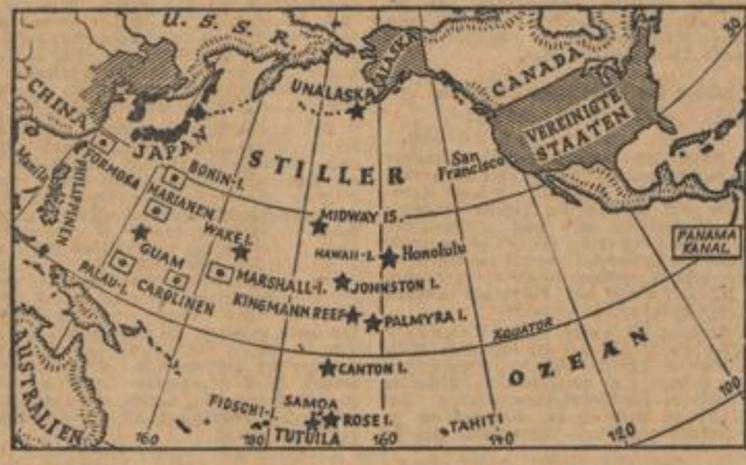 U.S.S.R.
30
ALASKA
CANADA
UNALASKA
CHINA
VEREINIGTE
STAATEN
JAPAN
San
Francisco
STILLER
BONIN-I.
FORMOSA
Manila
PHILIPPINEN
MARIANEN
MIDWAY IS.
WAKE I.
PANAMA
KANAL
HAWAII-I.
Honolulu
GUAM
PALAU-I.
CAROLINEN
MARSHALL-I.
JOHNSTON I.
KINGMANN REEF
PALMYRA I.
ÄQUATOR
OZEAN
AUSTRALIEN
CANTON I.
100
FIDSCHI-I.
SAMOA
ROSE I.
TAHITI
TUTUILA
160
180
160
140
120